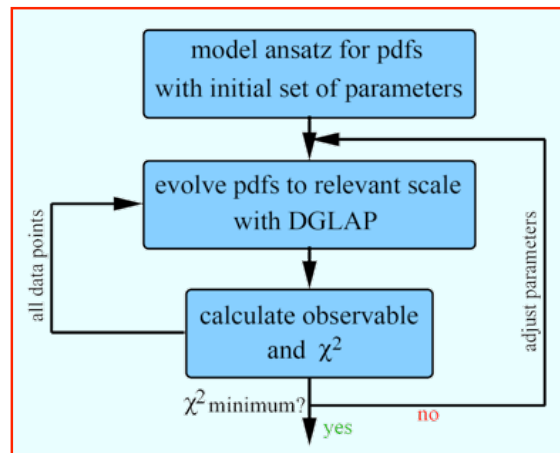 model ansatz for pdfs
with initial set of parameters
evolve pdfs to relevant scale
with DGLAP
all data points
adjust parameters
calculate observable
and χ²
χ² minimum?
no
yes